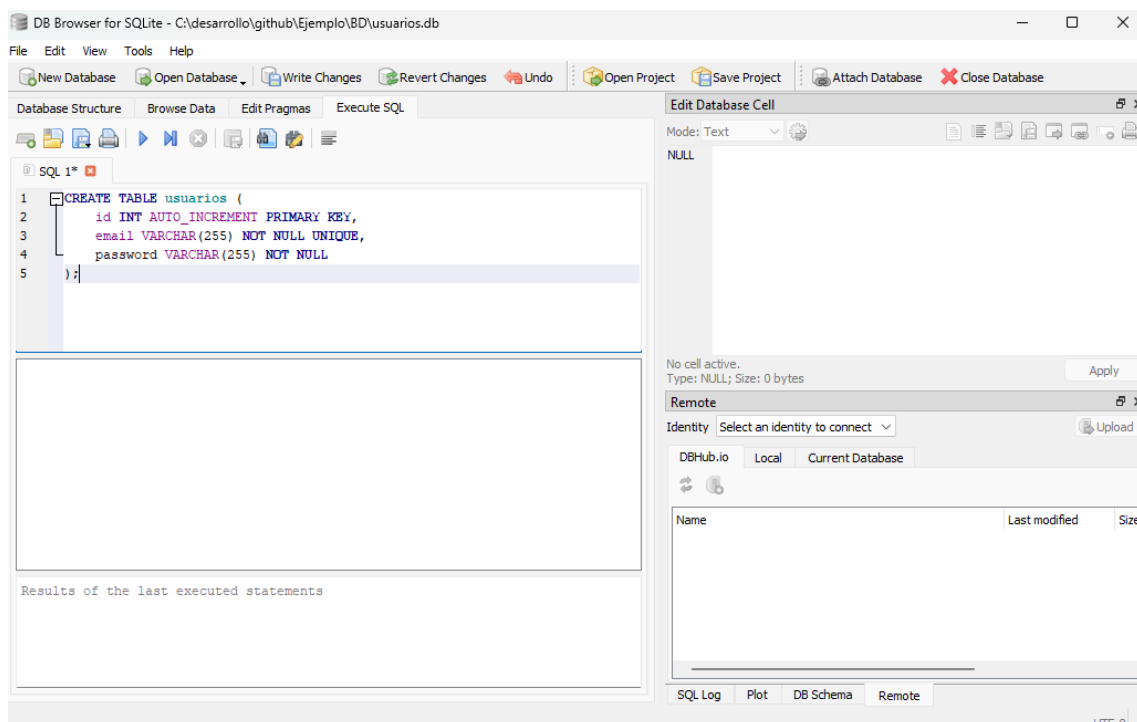 DB Browser for SQLite - C:\desarrollo\github\Ejemplo\BD\usuarios.db
File Edit View Tools Help
New Database Open Database Write Changes Revert Changes Undo Open Project Save Project Attach Database Close Database
Database Structure Browse Data Edit Pragmas Execute SQL
SQL 1*
1 CREATE TABLE usuarios (
2 id INT AUTO_INCREMENT PRIMARY KEY,
3 email VARCHAR(255) NOT NULL UNIQUE,
4 password VARCHAR(255) NOT NULL
5 );
Results of the last executed statements
Edit Database Cell
Mode: Text
NULL
No cell active.
Type: NULL; Size: 0 bytes
Apply
Remote
Identity Select an identity to connect Upload
DBHub.io Local Current Database
Name Last modified Size
SQL Log Plot DB Schema Remote